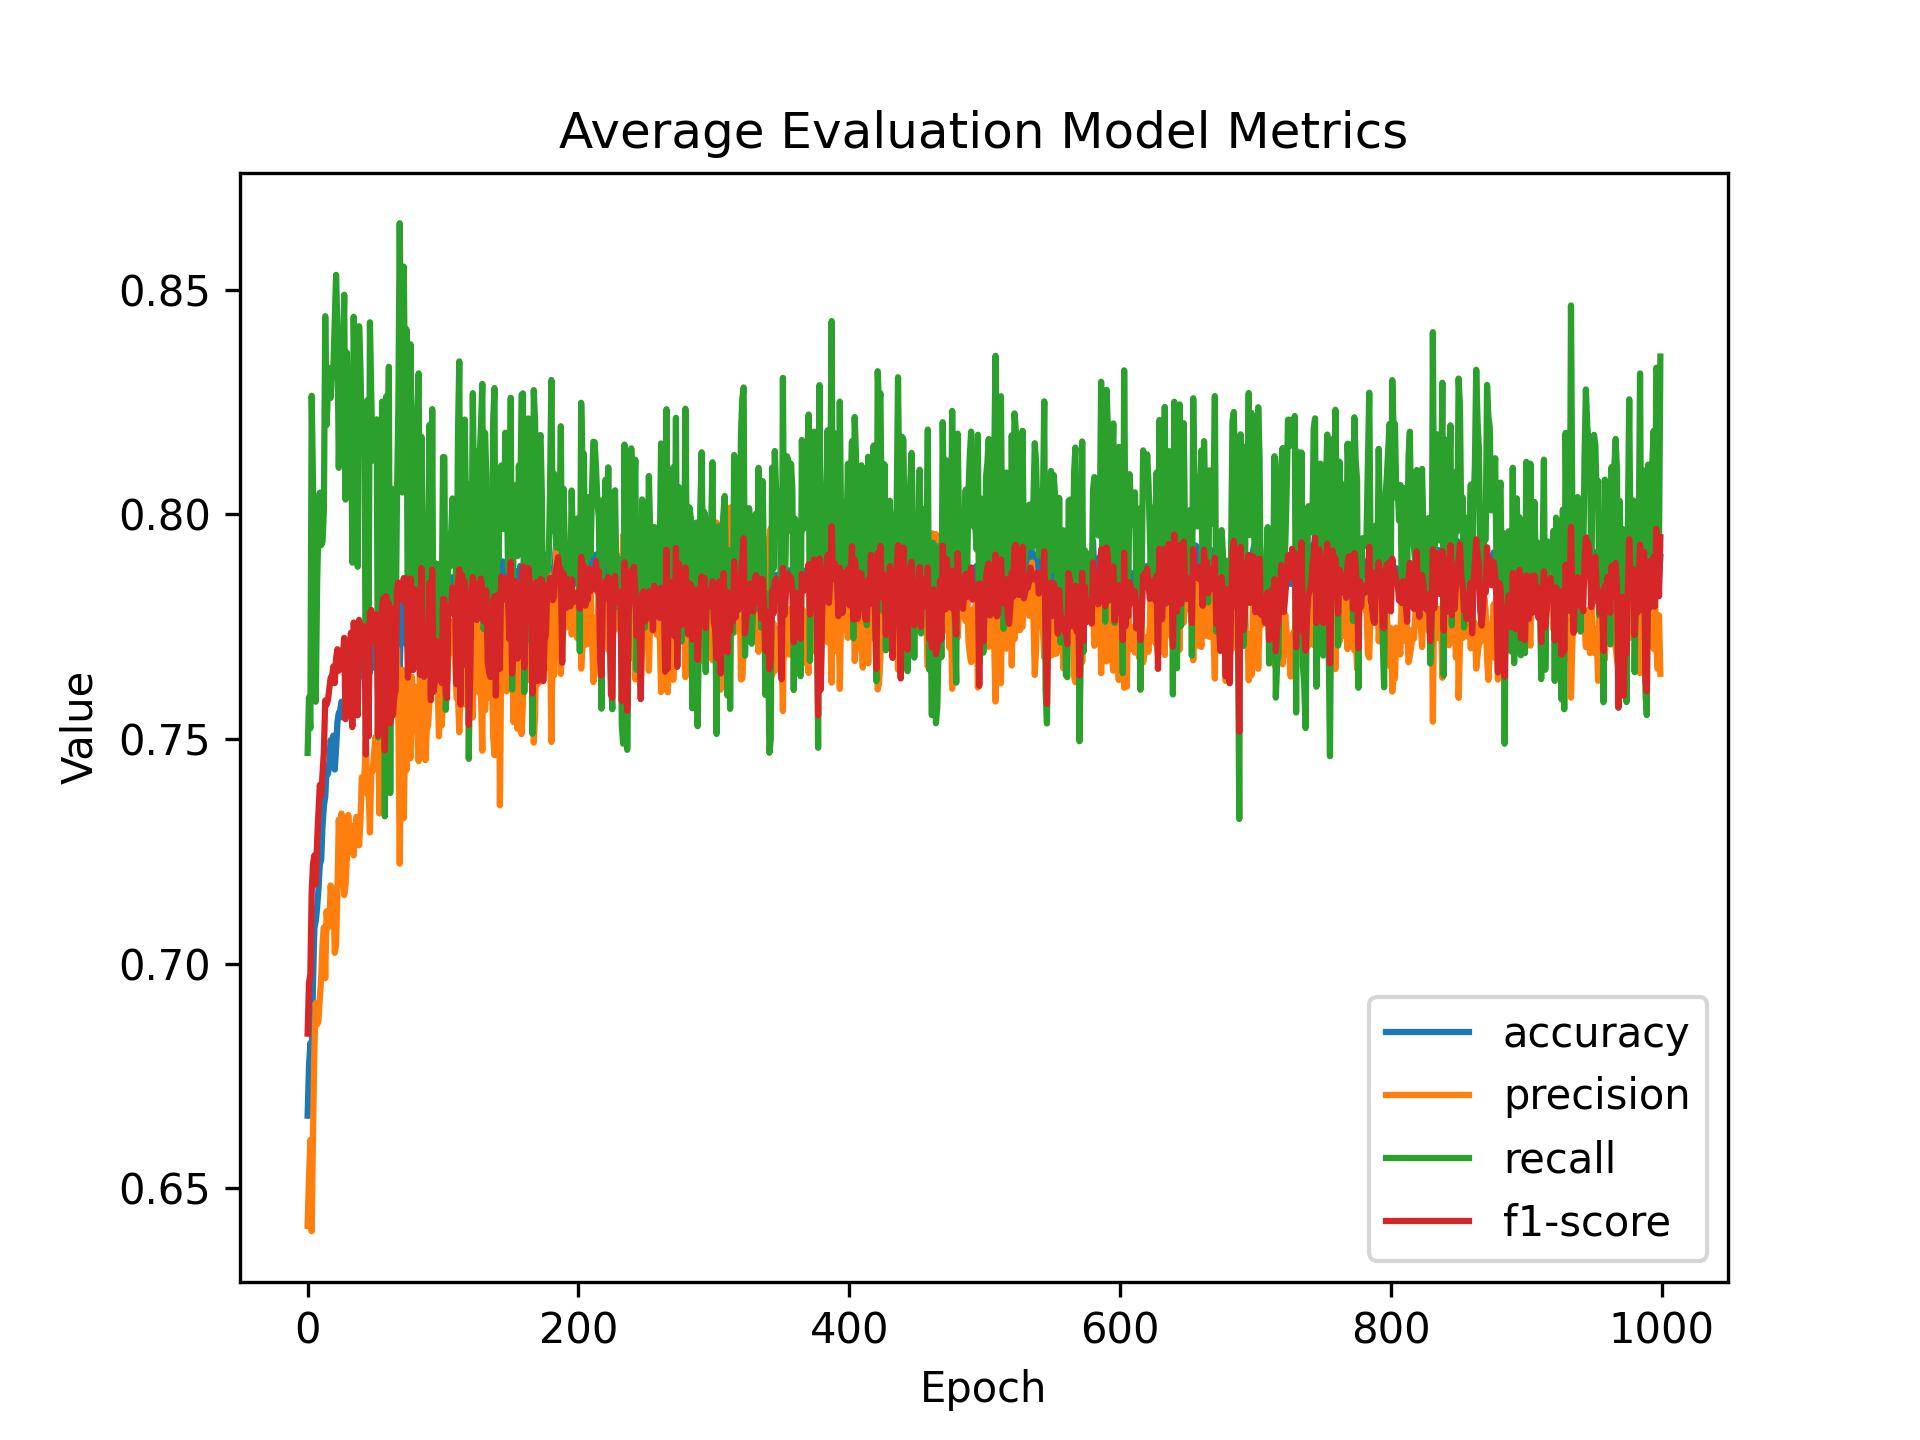 Average Evaluation Model Metrics
0.85
0.80
0.75
0.70
0.65
Value
accuracy
precision
recall
f1-score
0 200 400 600 800 1000
Epoch